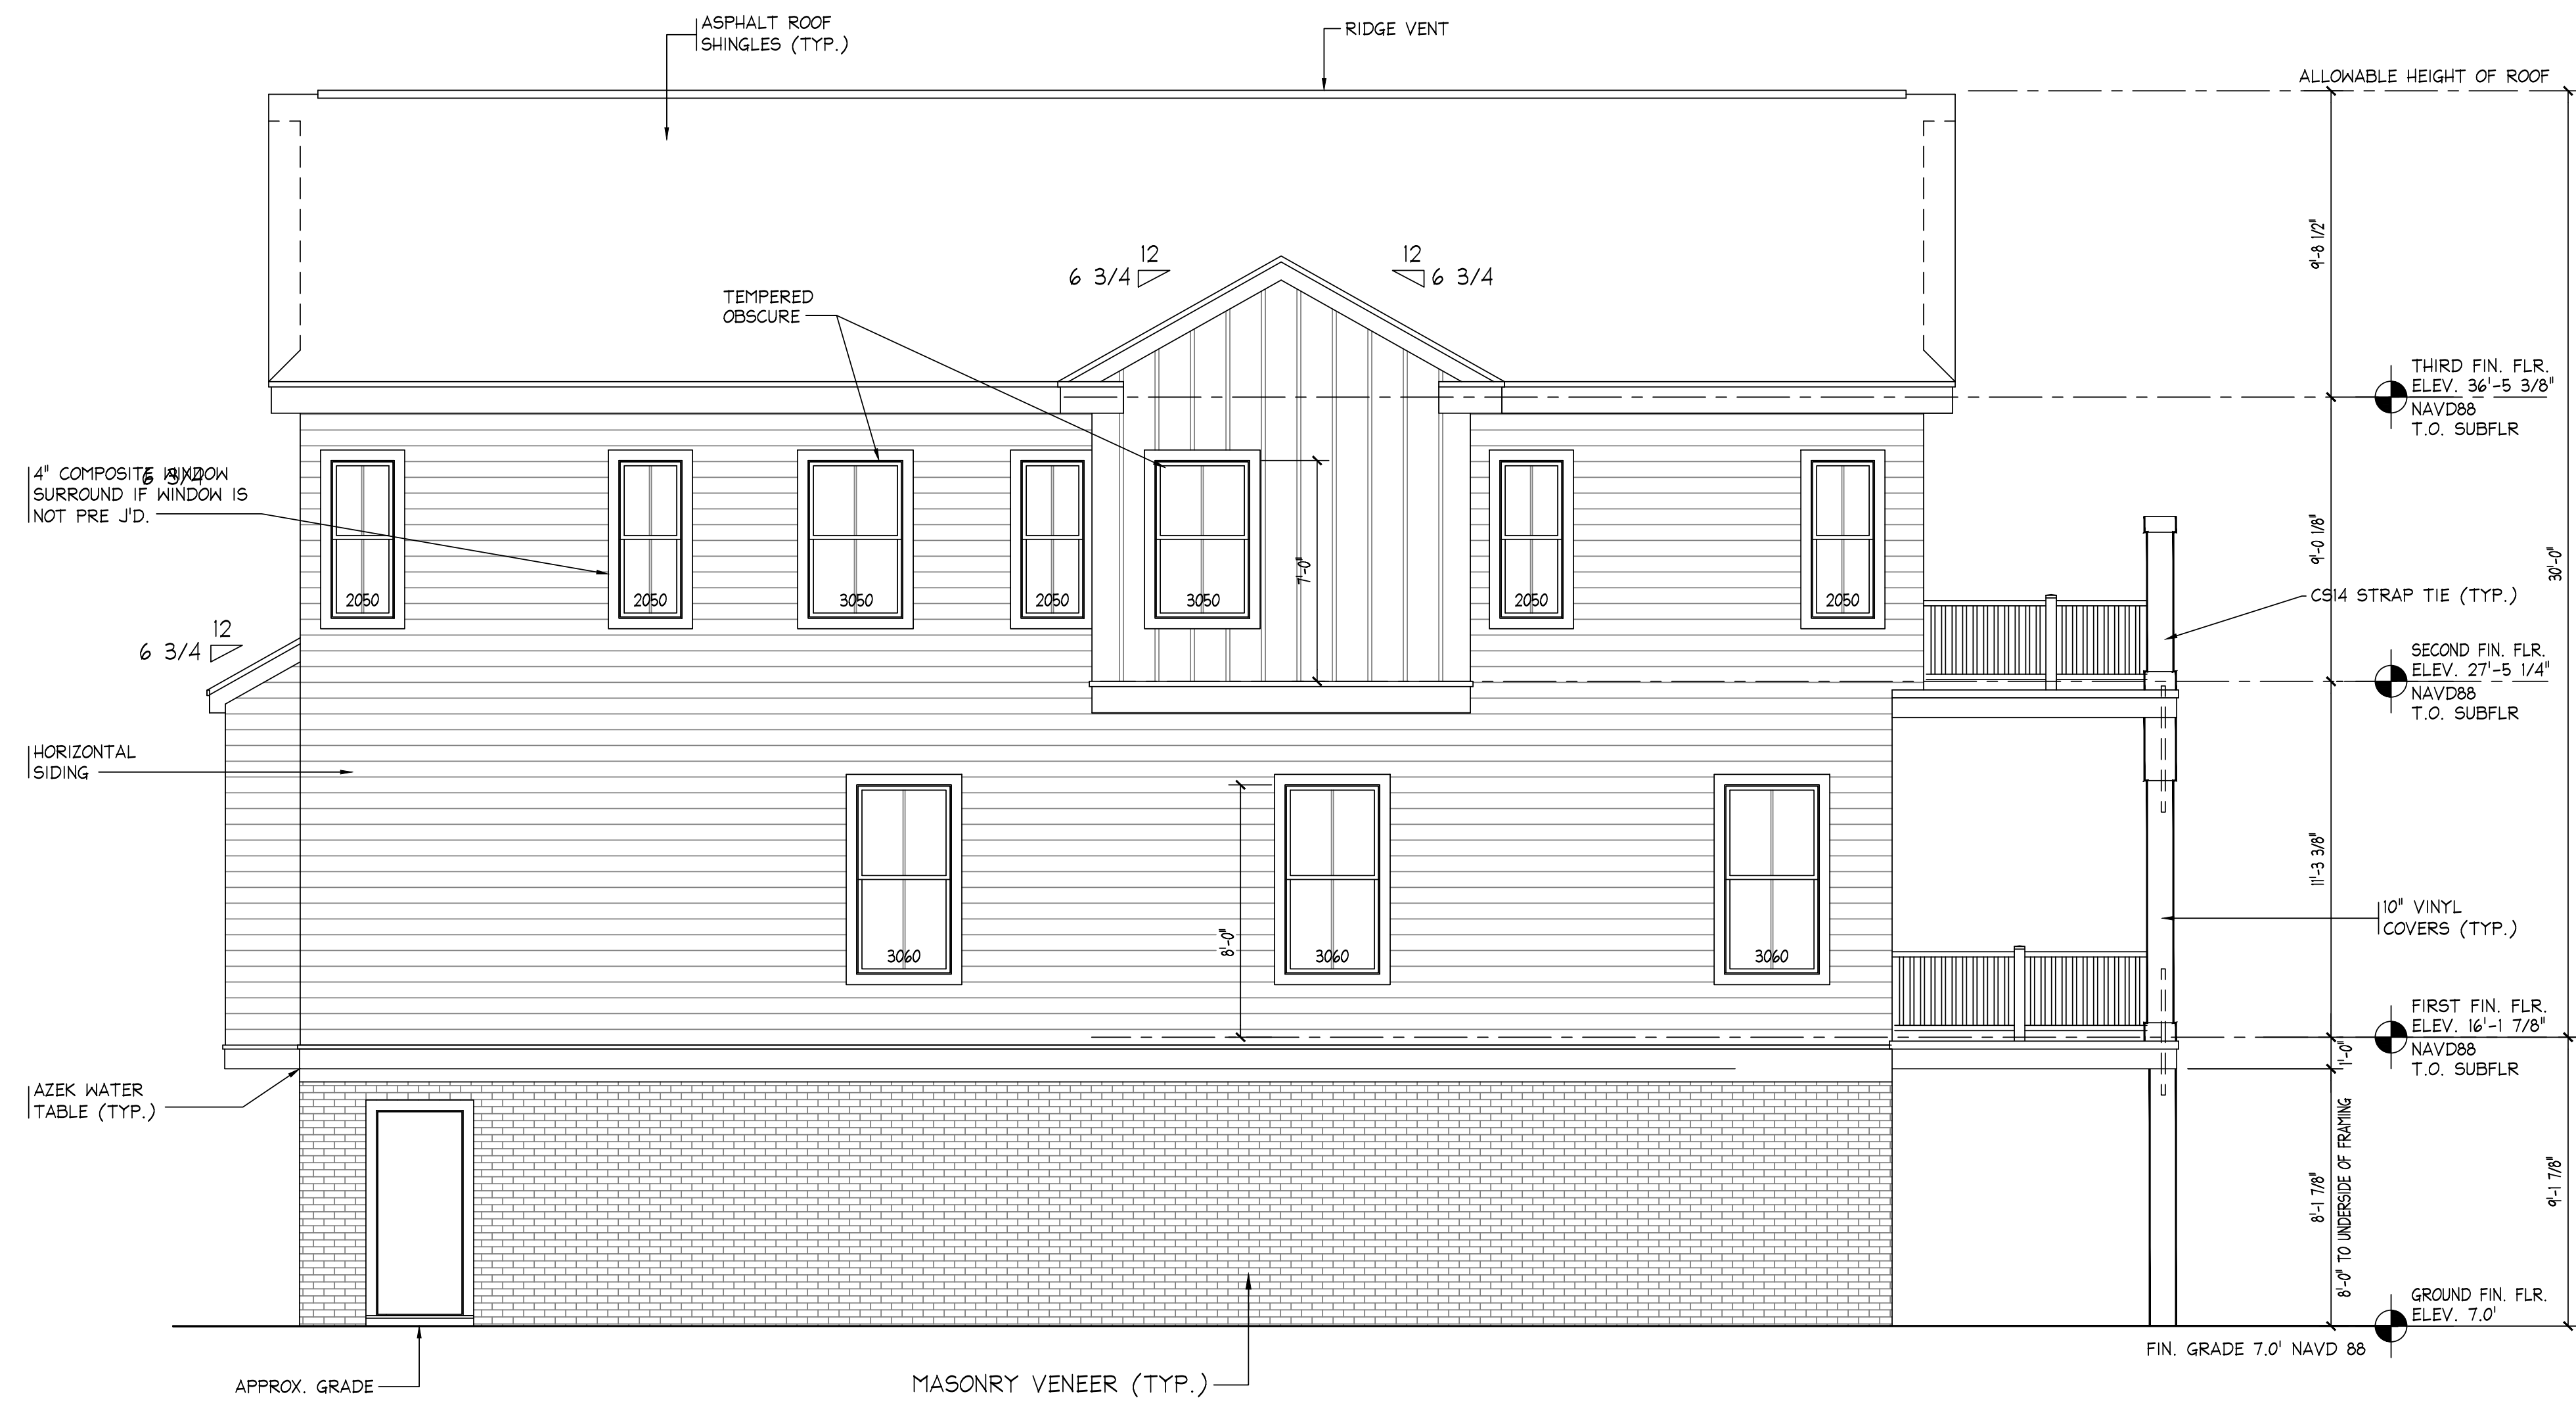 ASPHALT ROOF
SHINGLES (TYP.)
RIDGE VENT
ALLOWABLE HEIGHT OF ROOF
9'-8 1/2"
12
6 3/4
12
6 3/4
TEMPERED
OBSCURE
THIRD FIN. FLR.
ELEV. 36'-5 3/8"
NAVD88
T.O. SUBFLR
4" COMPOSITE WINDOW
6 3/4
SURROUND IF WINDOW IS
NOT PRE J'D.
2050
2050
3050
2050
3050
2050
2050
7'-0"
9'-0 1/8"
30'-0"
CS14 STRAP TIE (TYP.)
12
6 3/4
SECOND FIN. FLR.
ELEV. 27'-5 1/4"
NAVD88
T.O. SUBFLR
HORIZONTAL
SIDING
11'-3 3/8"
10" VINYL
COVERS (TYP.)
3060
8'-0"
3060
3060
FIRST FIN. FLR.
ELEV. 16'-1 7/8"
NAVD88
T.O. SUBFLR
1'-0"
AZEK WATER
TABLE (TYP.)
8'-1 7/8"
8'-0" TO UNDERSIDE OF FRAMING
9'-1 7/8"
GROUND FIN. FLR.
ELEV. 7.0'
FIN. GRADE 7.0' NAVD 88
APPROX. GRADE
MASONRY VENEER (TYP.)